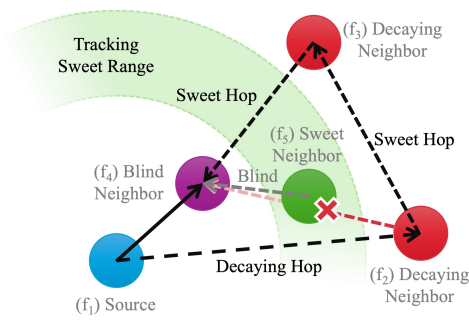 Tracking
Sweet Range
(f₃) Decaying
Neighbor
Sweet Hop
(f₅) Sweet
Neighbor
Sweet Hop
(f₄) Blind
Neighbor
Blind
Decaying Hop
(f₂) Decaying
Neighbor
(f₁) Source